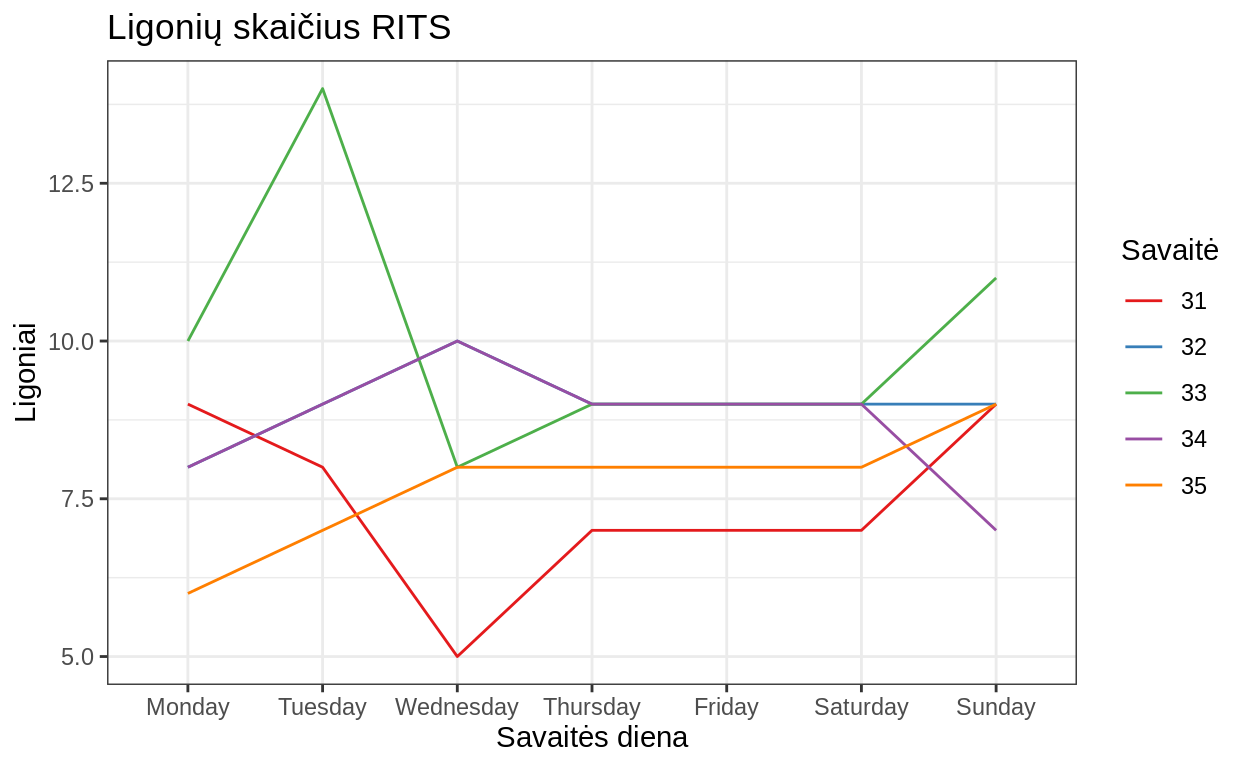 Ligonių skaičius RITS
12.5
10.0
7.5
5.0
Ligoniai
Monday Tuesday Wednesday Thursday Friday Saturday Sunday
Savaitės diena
Savaitė
31
32
33
34
35